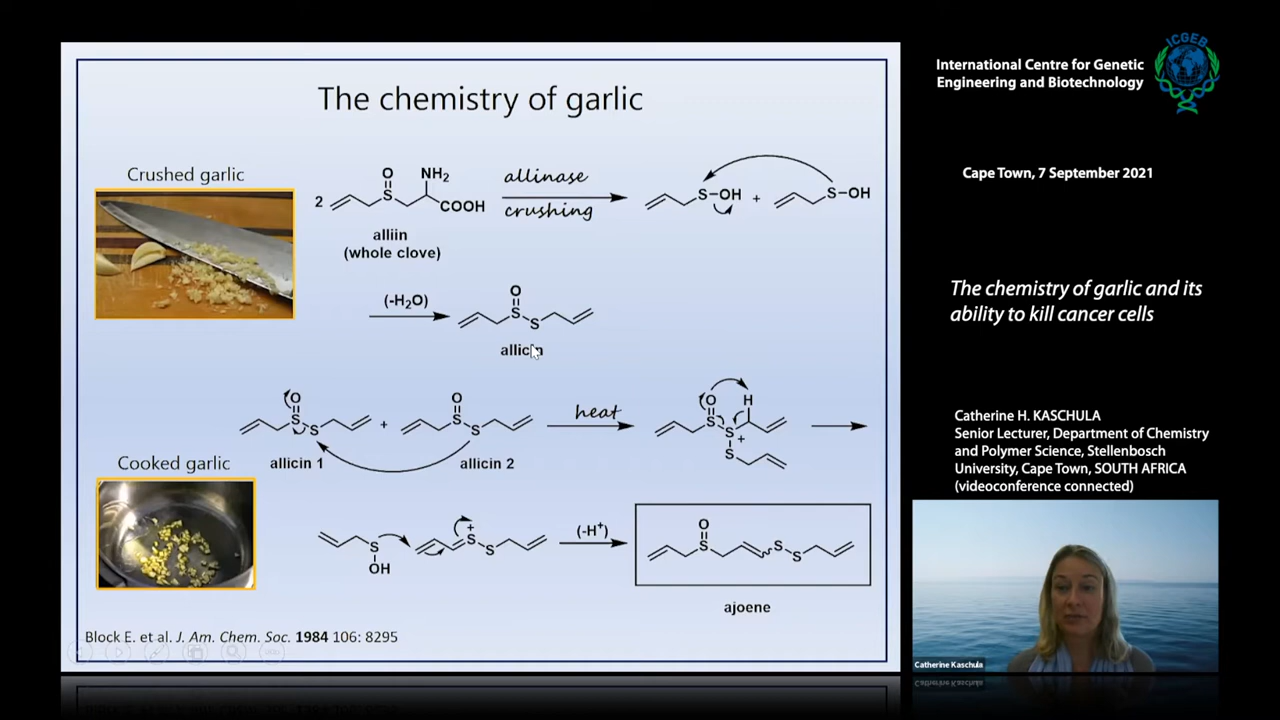 The chemistry of garlic
Crushed garlic
2
O
S
NH2
COOH
alliin
(whole clove)
allinase
crushing
S-OH
+
S-OH
(-H2O)
O
S
S
allicin
Cooked garlic
O
S
S
allicin 1
+
O
S
S
allicin 2
heat
O
H
S
S
+
S
S
OH
+
S
S
(-H+)
O
S
S
S
ajoene
Block E. et al. J. Am. Chem. Soc. 1984 106: 8295
ICGEB
International Centre for Genetic
Engineering and Biotechnology
Cape Town, 7 September 2021
The chemistry of garlic and its
ability to kill cancer cells
Catherine H. KASCHULA
Senior Lecturer, Department of Chemistry
and Polymer Science, Stellenbosch
University, Cape Town, SOUTH AFRICA
(videoconference connected)
Catherine Kaschula